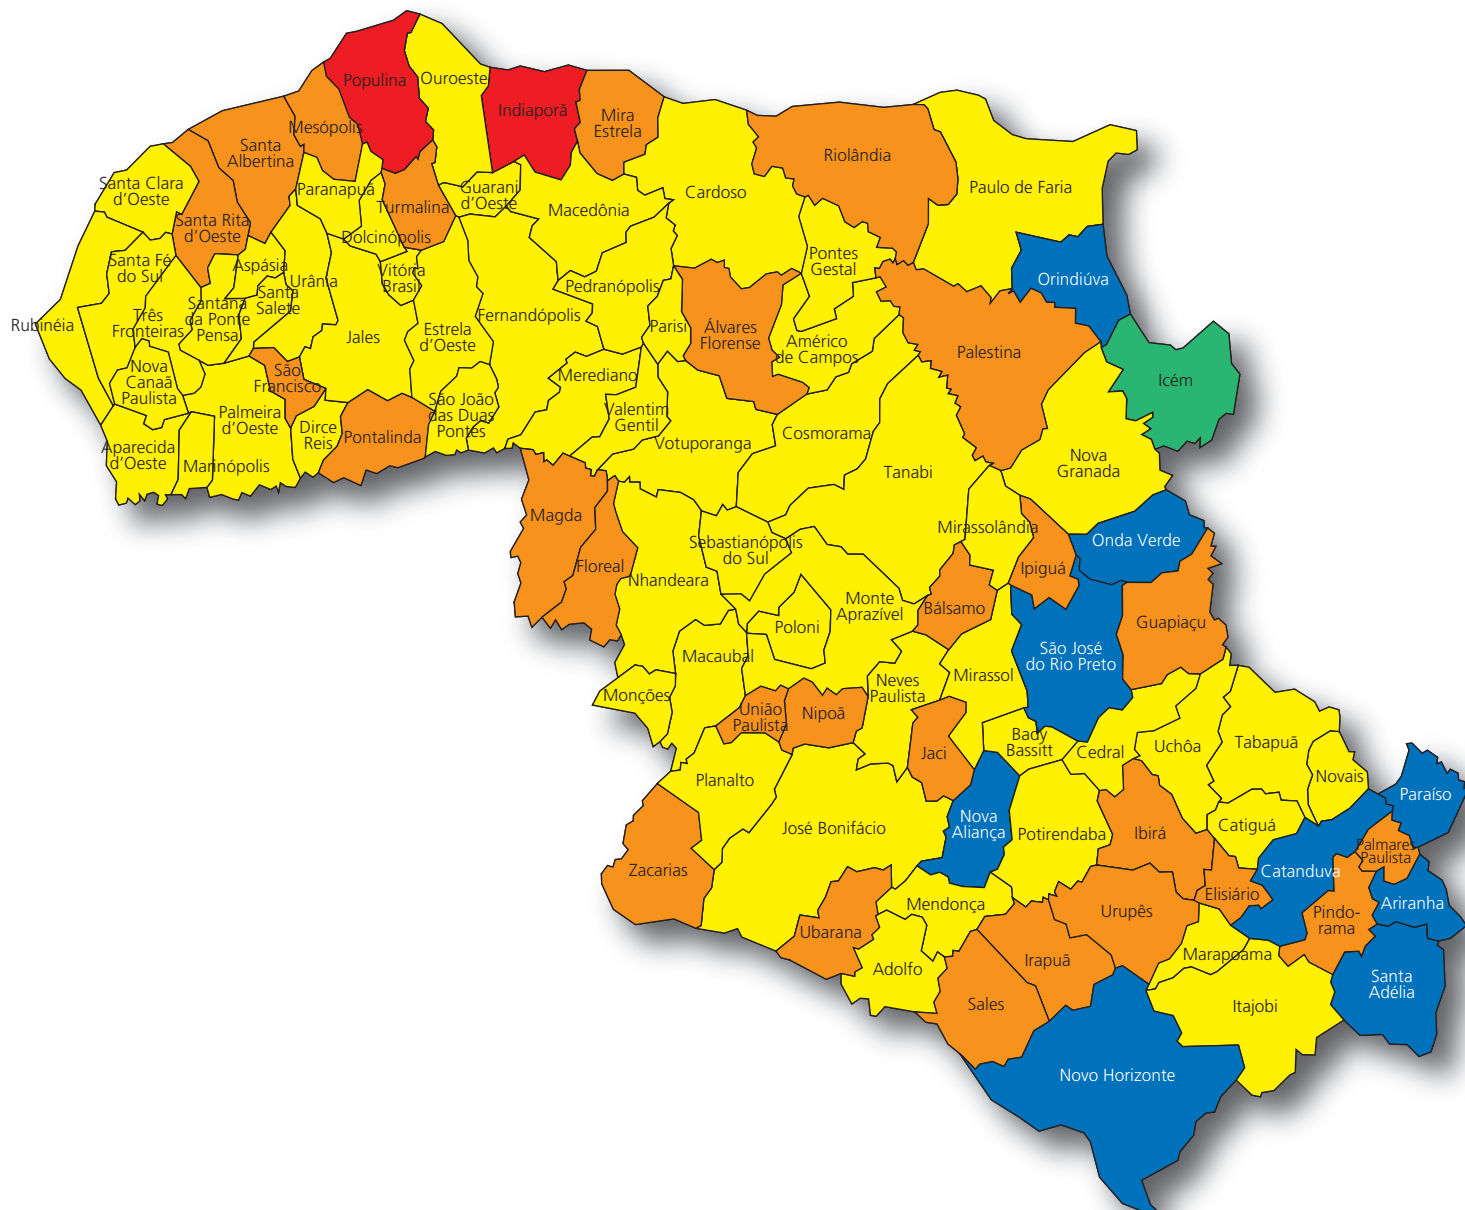 Populina
Ouroeste
Indiaporã
Mira
Estrela
Mesópolis
Santa
Albertina
Riolândia
Paulo de Faria
Santa Clara
d’Oeste
Paranapuá
Turmalina
Guarani
d’Oeste
Cardoso
Macedônia
Santa Rita
d’Oeste
Dolcinópolis
Pontes
Gestal
Orindiúva
Santa Fé
do Sul
Aspásia
Urânia
Vitória
Brasil
Pedranópolis
Santa
Salete
Santana
da Ponte
Pensa
Rubinéia
Três
Fronteiras
Jales
Estrela
d’Oeste
Fernandópolis
Parisi
Álvares
Florense
Américo
de Campos
Palestina
Icém
Nova
Canaã
Paulista
São
Francisco
Merediano
São João
das Duas
Pontes
Valentim
Gentil
Palmeira
d’Oeste
Dirce
Reis
Pontalinda
Votuporanga
Cosmorama
Tanabi
Nova
Granada
Aparecida
d’Oeste
Marinópolis
Magda
Floreal
Nhandeara
Sebastianópolis
do Sul
Mirassolândia
Ipiguá
Onda Verde
Monte
Aprazível
Bálsamo
Guapiaçu
Poloni
Macaubal
São José
do Rio Preto
Mirassol
Monções
Neves
Paulista
União
Paulista
Nipoã
Jaci
Bady
Bassitt
Cedral
Uchôa
Tabapuã
Novais
Planalto
Paraíso
José Bonifácio
Nova
Aliança
Potirendaba
Ibirá
Catiguá
Palmares
Paulista
Zacarias
Catanduva
Elisiário
Ariranha
Mendonça
Urupês
Pindo-
rama
Ubarana
Adolfo
Irapuã
Marapoama
Santa
Adélia
Sales
Itajobi
Novo Horizonte